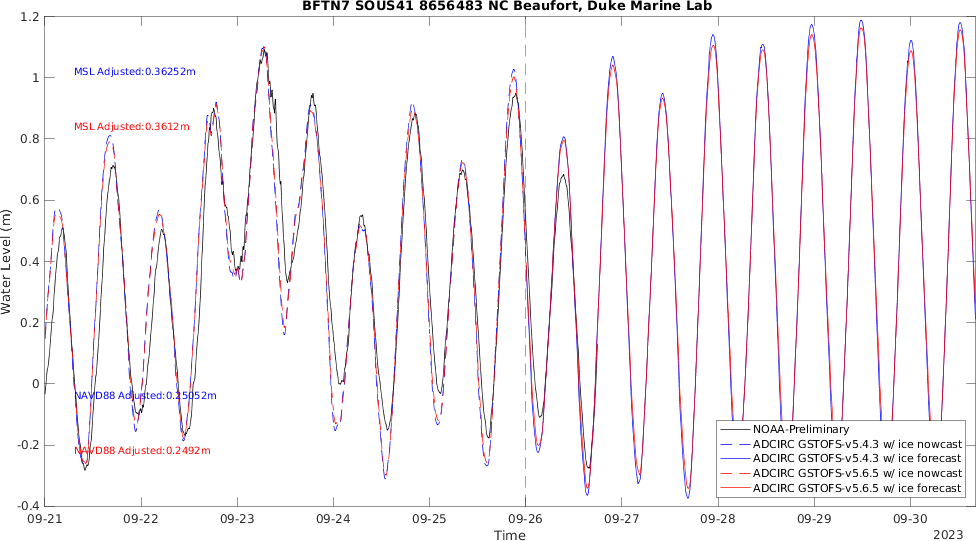 BFTN7 SOUS41 8656483 NC Beaufort, Duke Marine Lab
Water Level (m)
1.2
1
0.8
0.6
0.4
0.2
0
-0.2
-0.4
MSL Adjusted:0.36252m
MSL Adjusted:0.3612m
NAVD88 Adjusted:0.25052m
NAVD88 Adjusted:0.2492m
NOAA-Preliminary
ADCIRC GSTOFS-v5.4.3 w/ ice nowcast
ADCIRC GSTOFS-v5.4.3 w/ ice forecast
ADCIRC GSTOFS-v5.6.5 w/ ice nowcast
ADCIRC GSTOFS-v5.6.5 w/ ice forecast
09-21 09-22 09-23 09-24 09-25 09-26 09-27 09-28 09-29 09-30
Time
2023